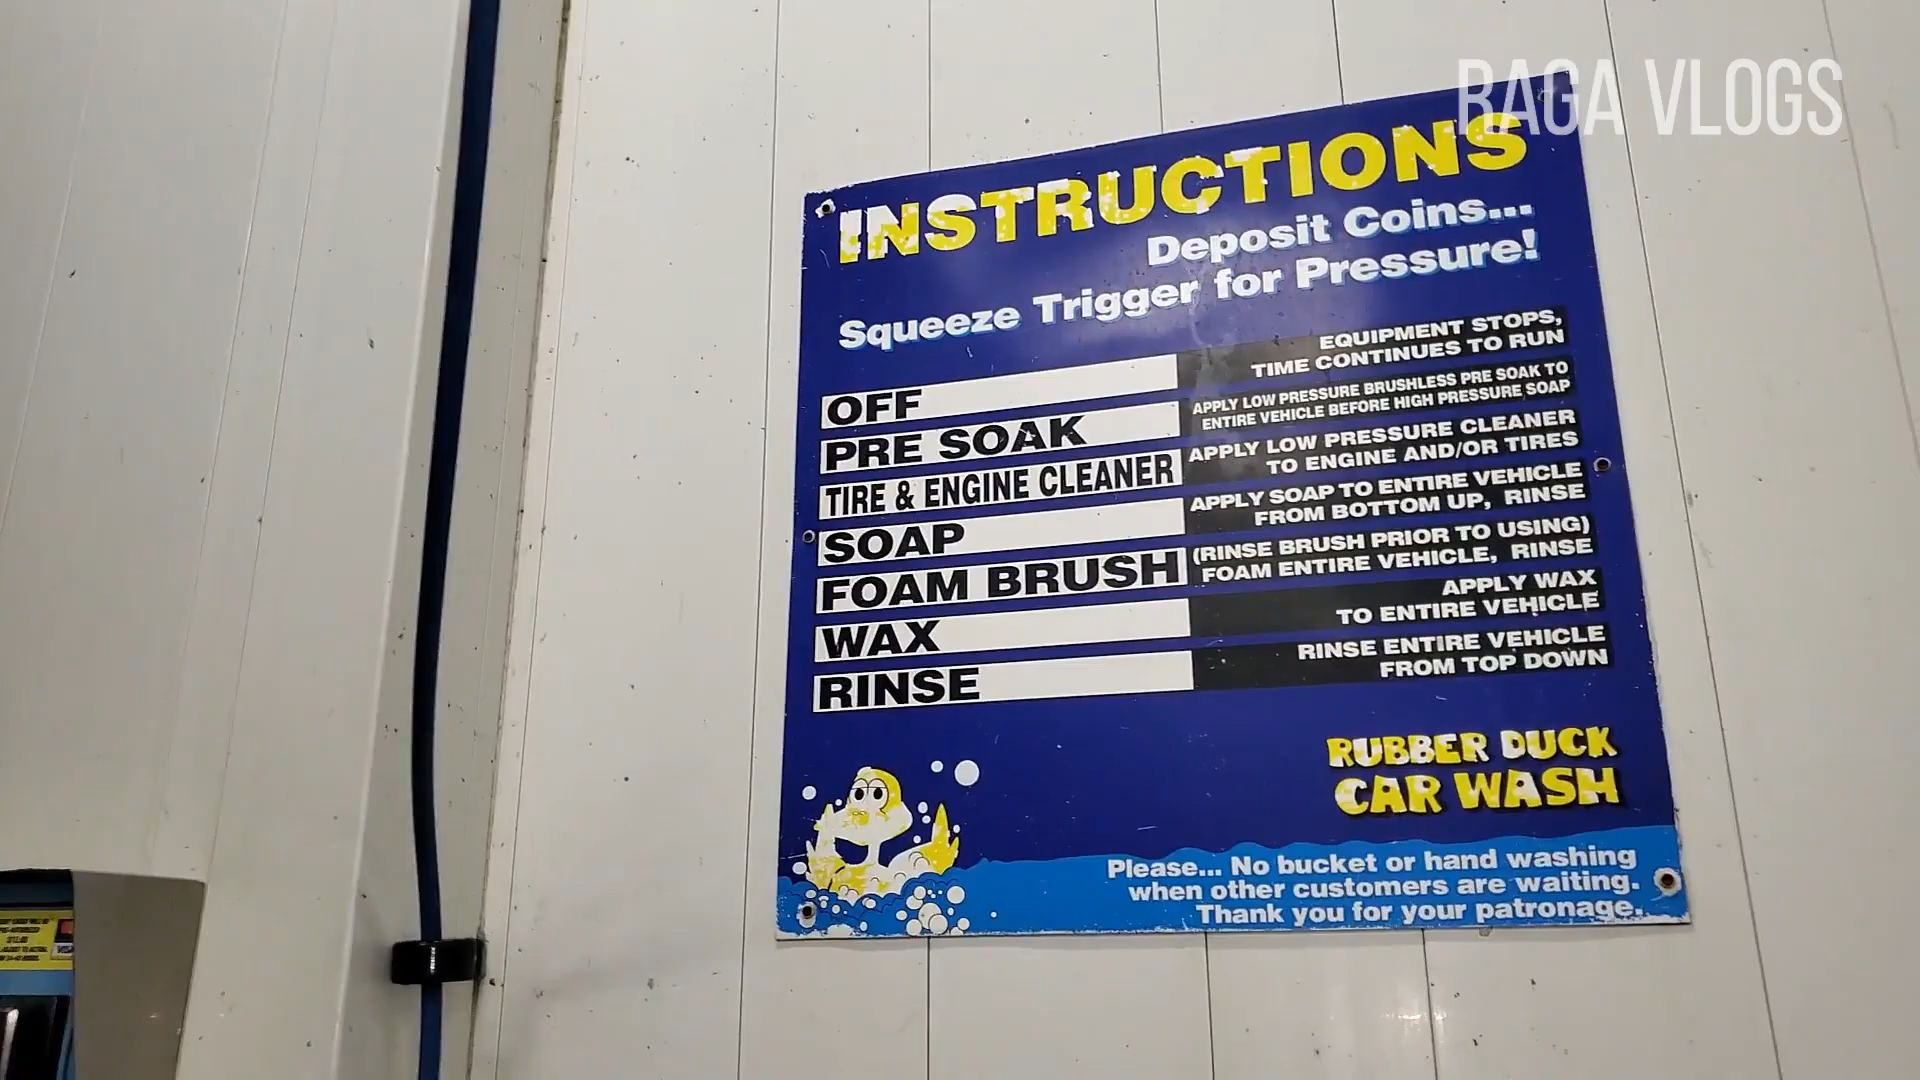 RAGA VLOGS
INSTRUCTIONS
Deposit Coins...
Squeeze Trigger for Pressure!
OFF
EQUIPMENT STOPS,
TIME CONTINUES TO RUN
PRE SOAK
APPLY LOW PRESSURE BRUSHLESS PRE SOAK TO
ENTIRE VEHICLE BEFORE HIGH PRESSURE SOAP
TIRE & ENGINE CLEANER
APPLY LOW PRESSURE CLEANER
TO ENGINE AND/OR TIRES
SOAP
APPLY SOAP TO ENTIRE VEHICLE
FROM BOTTOM UP, RINSE
FOAM BRUSH
(RINSE BRUSH PRIOR TO USING)
FOAM ENTIRE VEHICLE, RINSE
WAX
APPLY WAX
TO ENTIRE VEHICLE
RINSE
RINSE ENTIRE VEHICLE
FROM TOP DOWN
RUBBER DUCK
CAR WASH
Please... No bucket or hand washing
when other customers are waiting.
Thank you for your patronage.
VISA